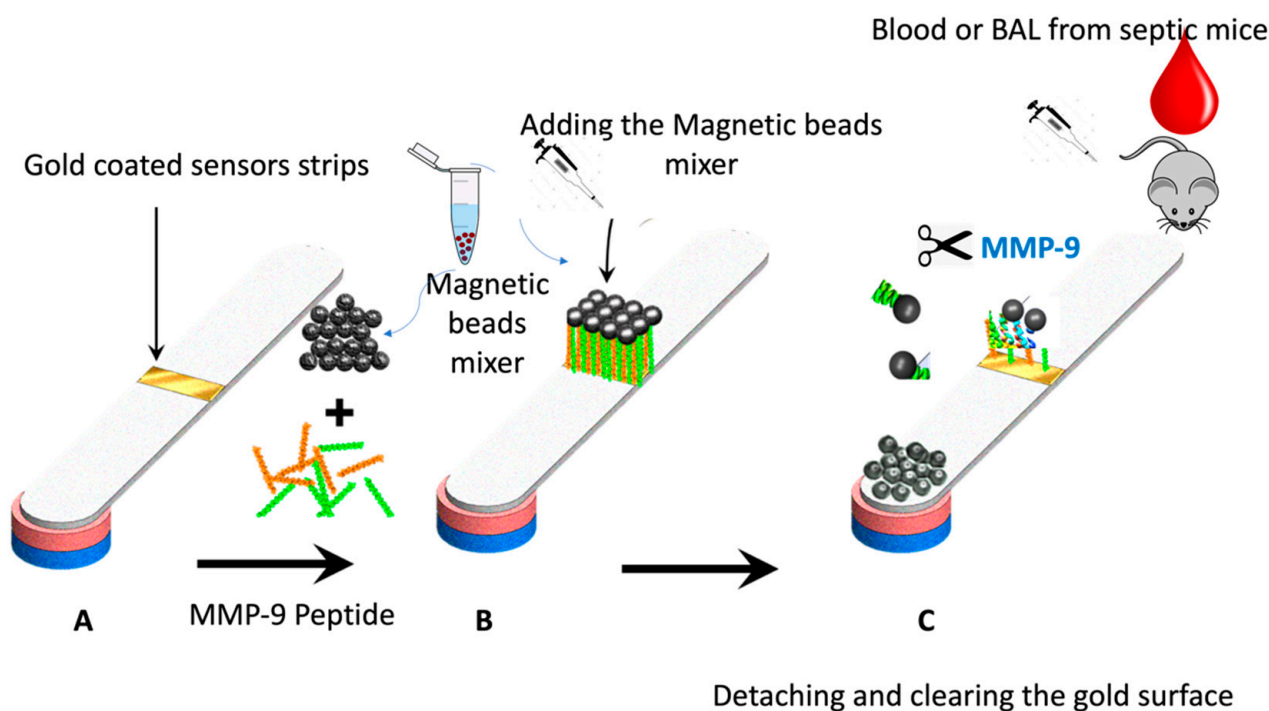 Blood or BAL from septic mice
Adding the Magnetic beads
mixer
Gold coated sensors strips
MMP-9
Magnetic
beads
mixer
+
A
MMP-9 Peptide
B
C
Detaching and clearing the gold surface